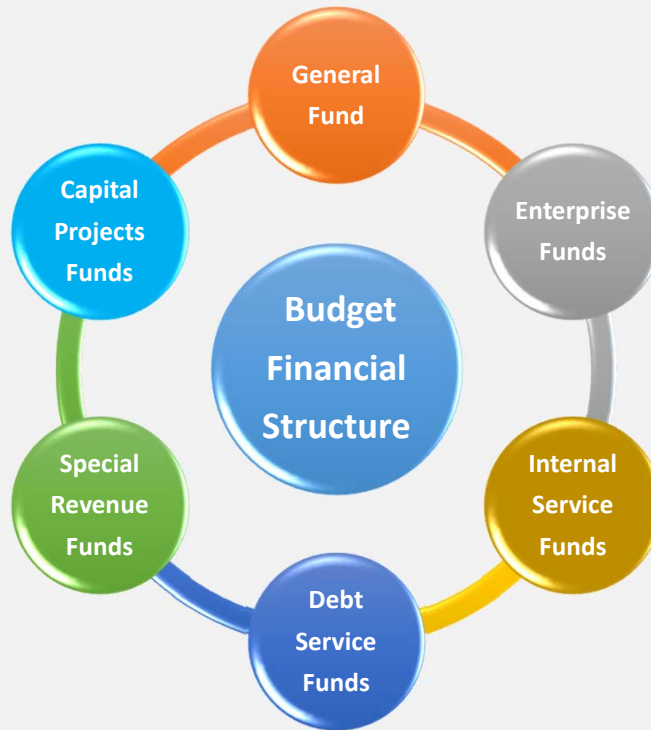 General
Fund
Enterprise
Funds
Internal
Service
Funds
Debt
Service
Funds
Special
Revenue
Funds
Capital
Projects
Funds
Budget
Financial
Structure